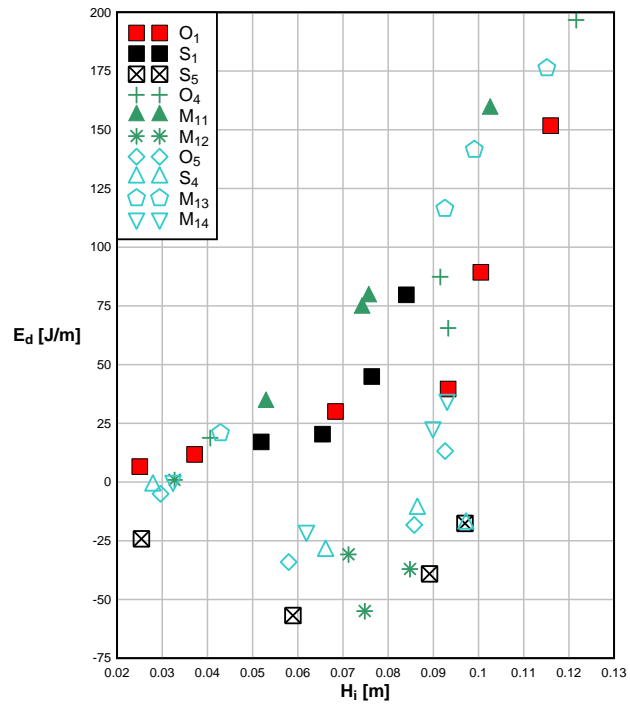 200
175
150
125
100
75
50
25
0
-25
-50
-75
O₁
S₁
S₅
O₄
M₁₁
M₁₂
O₅
S₄
M₁₃
M₁₄
E_d [J/m]
0.02 0.03 0.04 0.05 0.06 0.07 0.08 0.09 0.1 0.11 0.12 0.13
H_i [m]